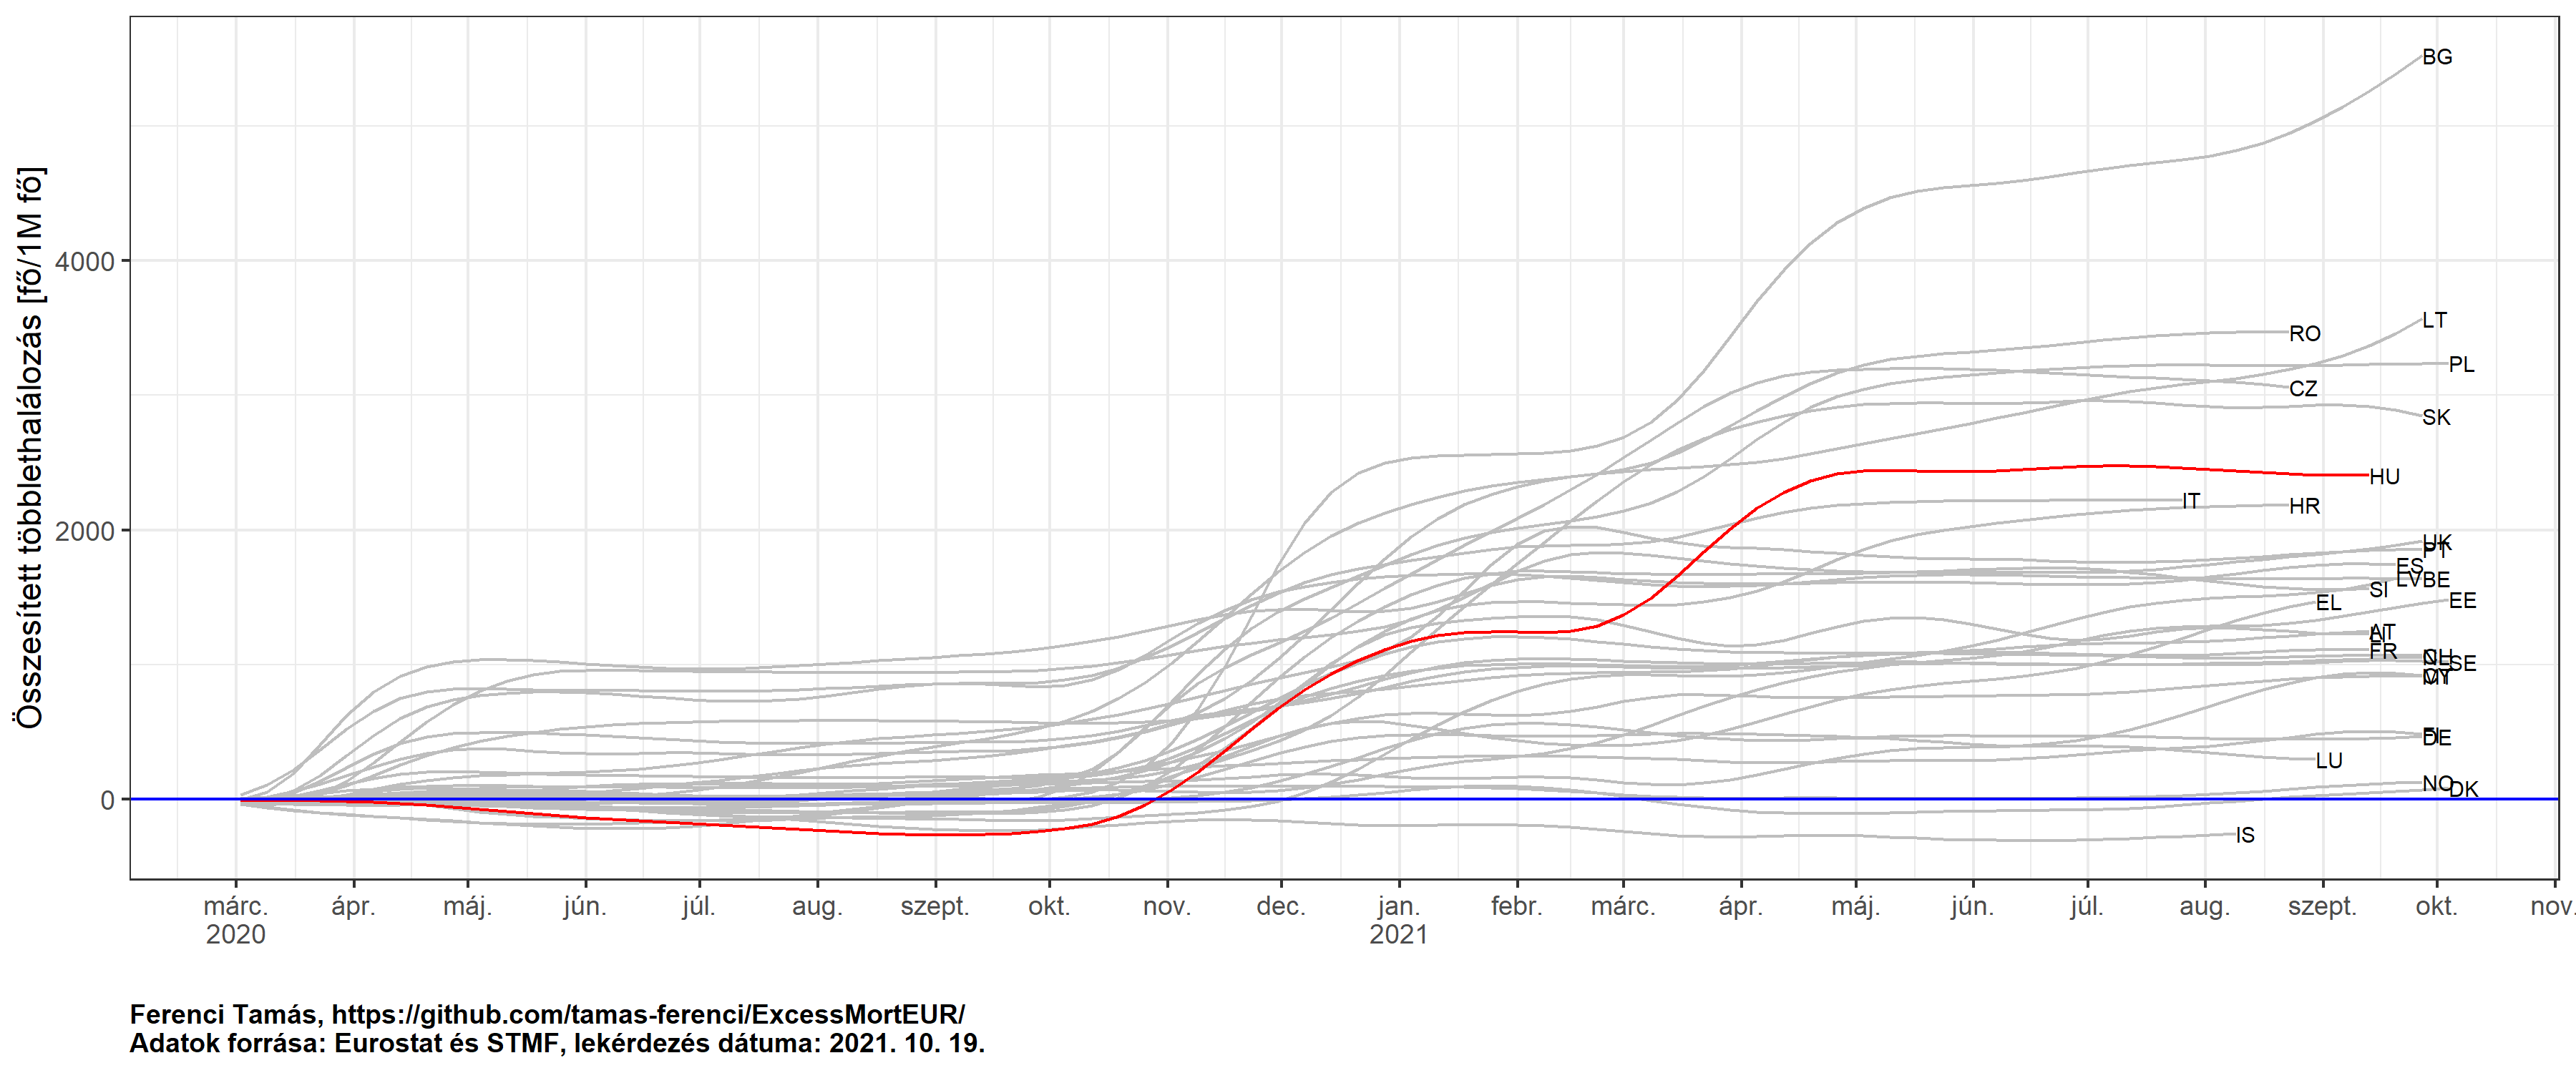 Összesített többlethalálozás [fő/1M fő]
4000
2000
0
BG
LT
RO
PL
CZ
SK
HU
IT
HR
UK
PT
ES
LVBE
SI
EL
EE
AT
FR
SE
DE
LU
NO
DK
IS
márc. ápr. máj. jún. júl. aug. szept. okt. nov. dec. jan. febr. márc. ápr. máj. jún. júl. aug. szept. okt. nov.
2020 2021
Ferenci Tamás, https://github.com/tamas-ferenci/ExcessMortEUR/
Adatok forrása: Eurostat és STMF, lekérdezés dátuma: 2021. 10. 19.